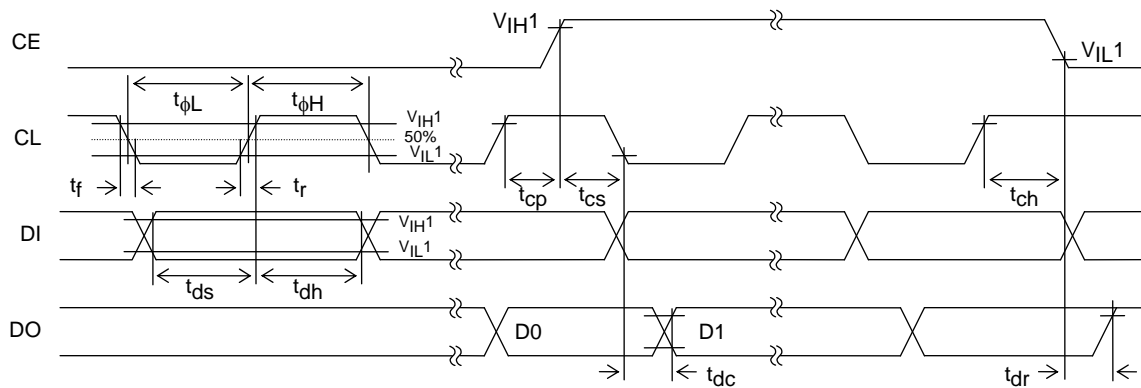 CE
VIH1
VIL1
tϕL
tϕH
CL
VIH1
50%
VIL1
tf
tr
tcp
tcs
tch
DI
VIH1
VIL1
tds
tdh
DO
D0
D1
tdc
tdr